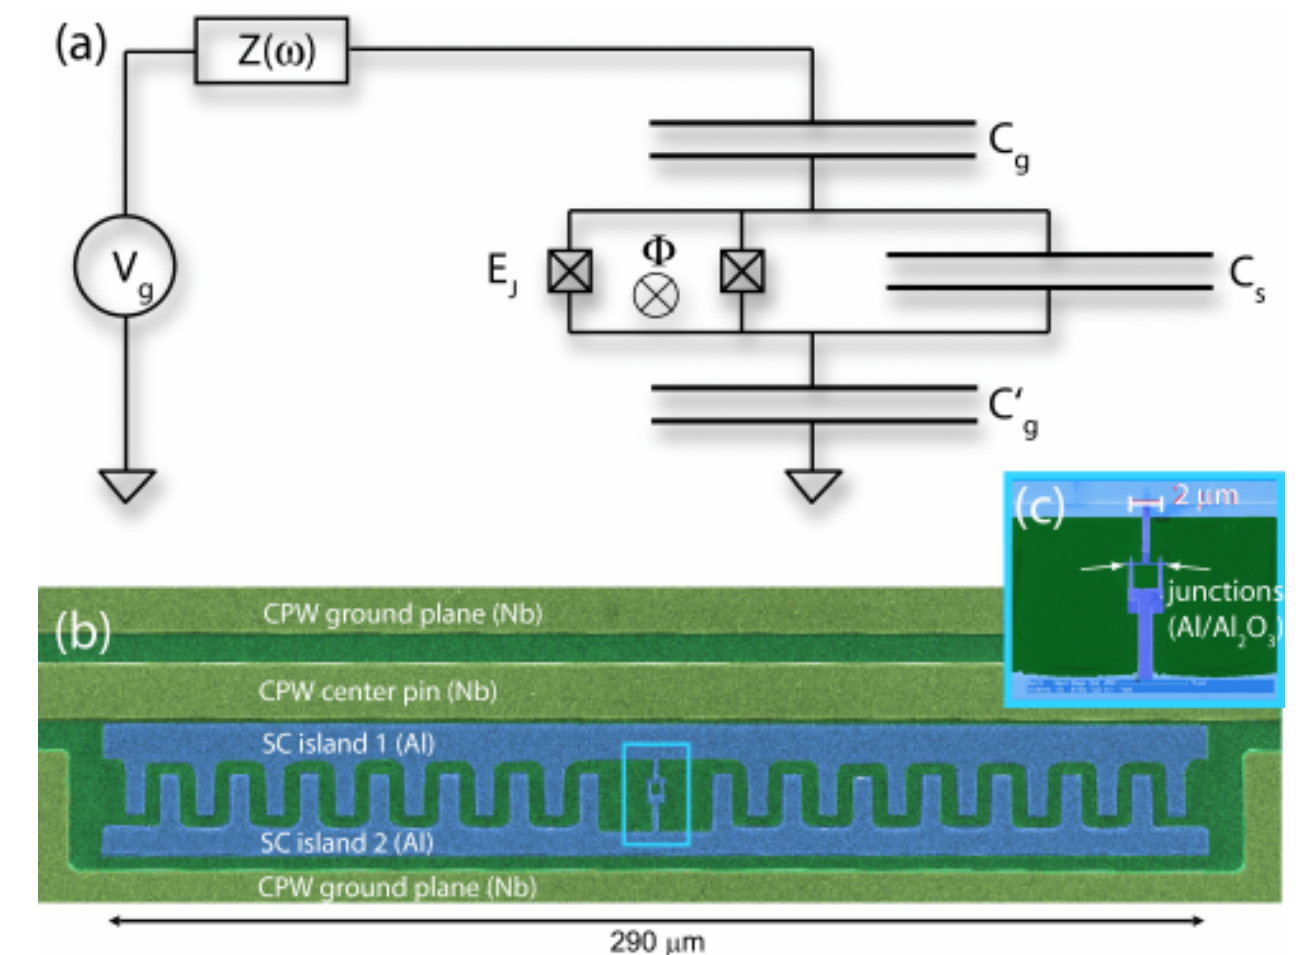 (a)
Z(ω)
C_g
V_g
E_J
Φ
C_s
C'_g
(c)
2 μm
junctions
(Al/Al₂O₃)
(b)
CPW ground plane (Nb)
CPW center pin (Nb)
SC island 1 (Al)
SC island 2 (Al)
CPW ground plane (Nb)
290 μm